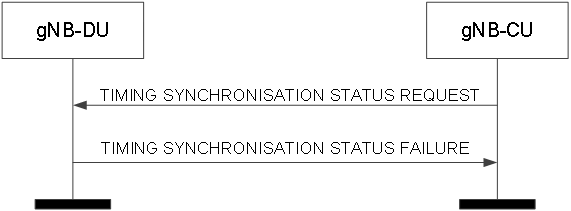 gNB-DU
gNB-CU
TIMING SYNCHRONISATION STATUS REQUEST
TIMING SYNCHRONISATION STATUS FAILURE